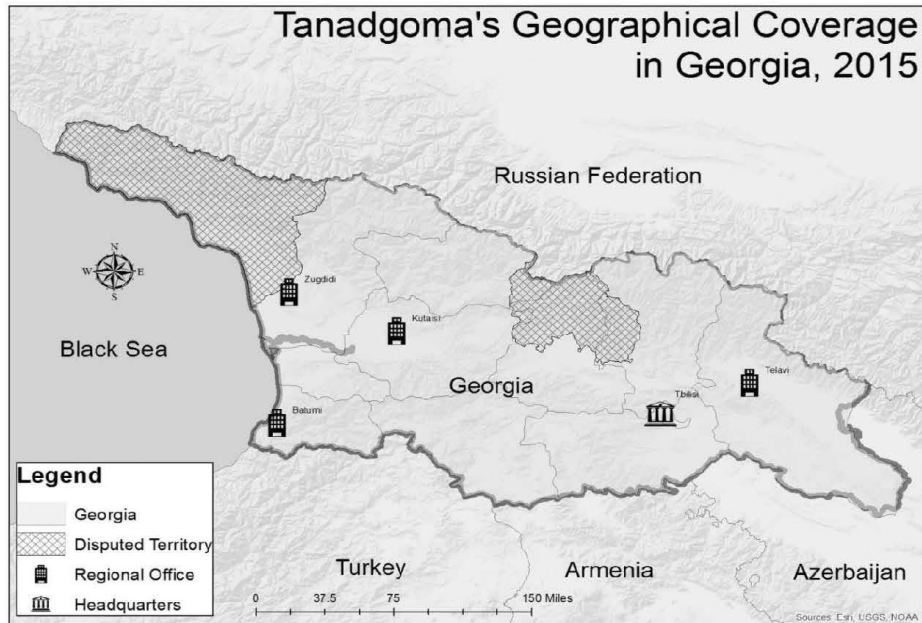 Tanadgoma's Geographical Coverage
in Georgia, 2015
Russian Federation
N
W E
S
Zugdidi
Kutaisi
Black Sea
Georgia
Telavi
Tbilisi
Batumi
Legend
Georgia
Disputed Territory
Regional Office
Headquarters
Turkey
Armenia
Azerbaijan
0 37.5 75 150 Miles
Sources: Esri, USGS, NOAA